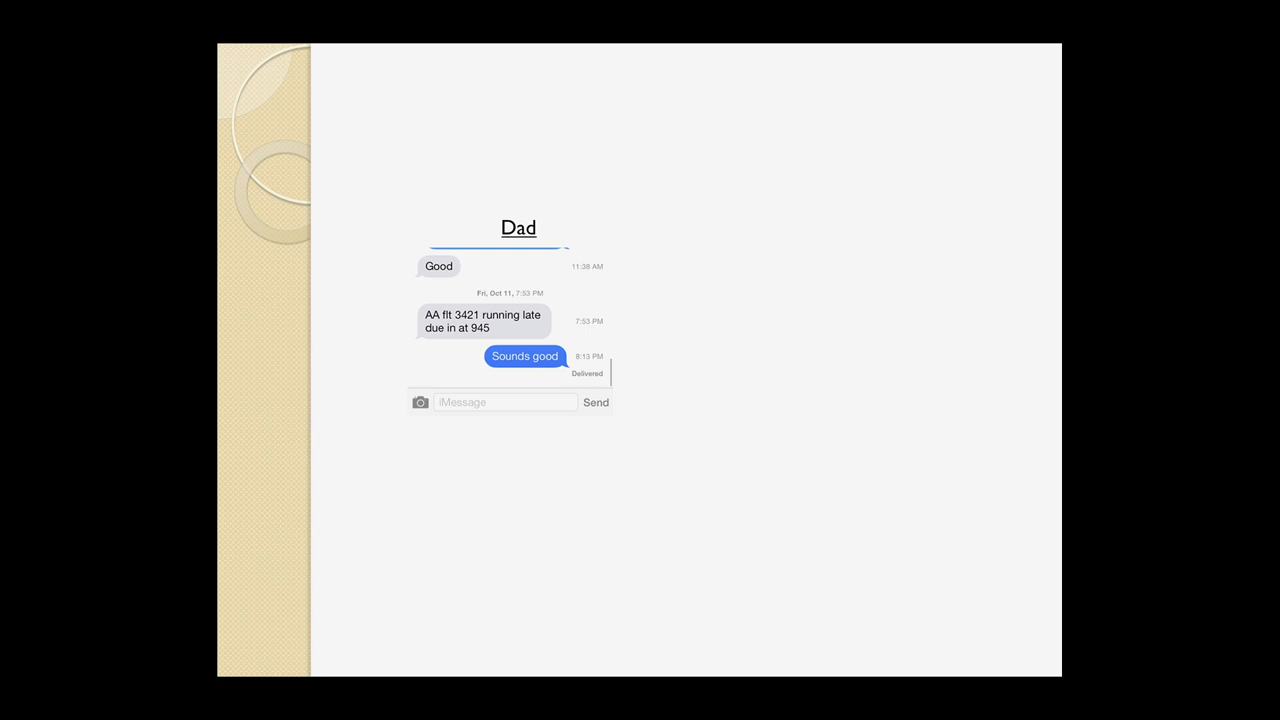 Dad
Good
11:38 AM
Fri, Oct 11, 7:53 PM
AA flt 3421 running late
due in at 945
7:53 PM
Sounds good
8:13 PM
Delivered
iMessage
Send